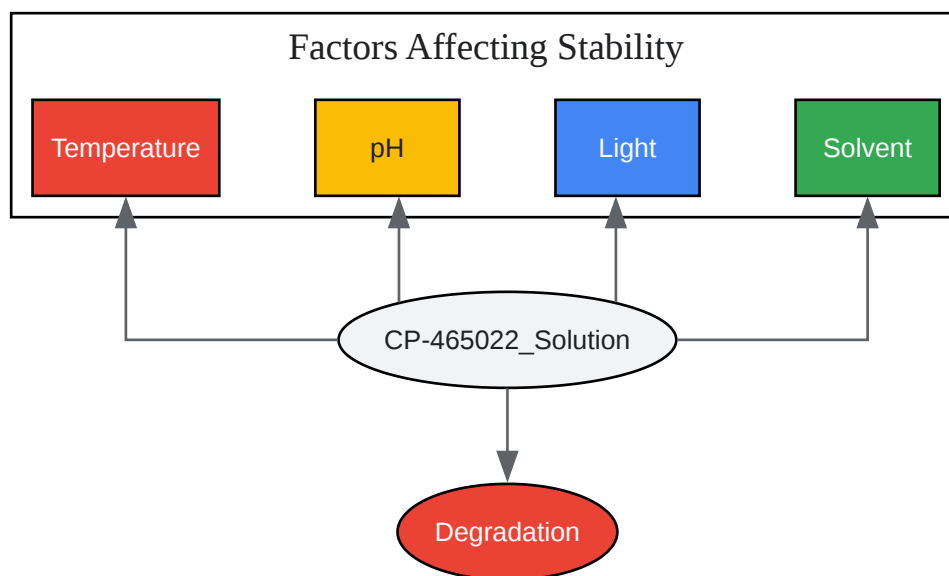 Factors Affecting Stability
Temperature
pH
Light
Solvent
CP-465022_Solution
Degradation